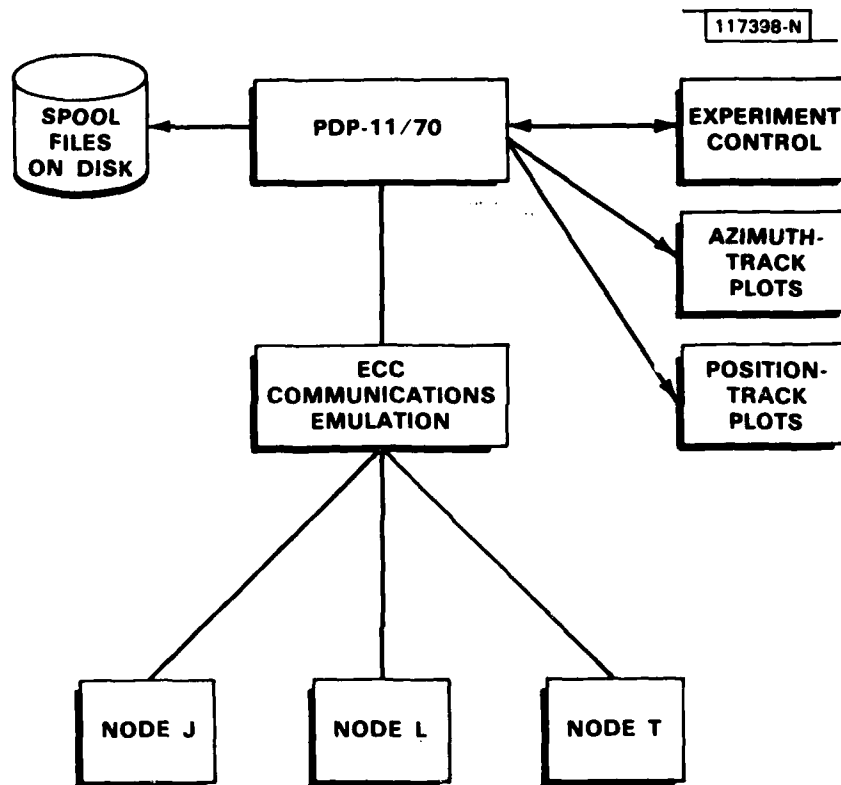 117398-N
SPOOL
FILES
ON DISK
PDP-11/70
EXPERIMENT
CONTROL
AZIMUTH-
TRACK
PLOTS
ECC
COMMUNICATIONS
EMULATION
POSITION-
TRACK
PLOTS
NODE J
NODE L
NODE T